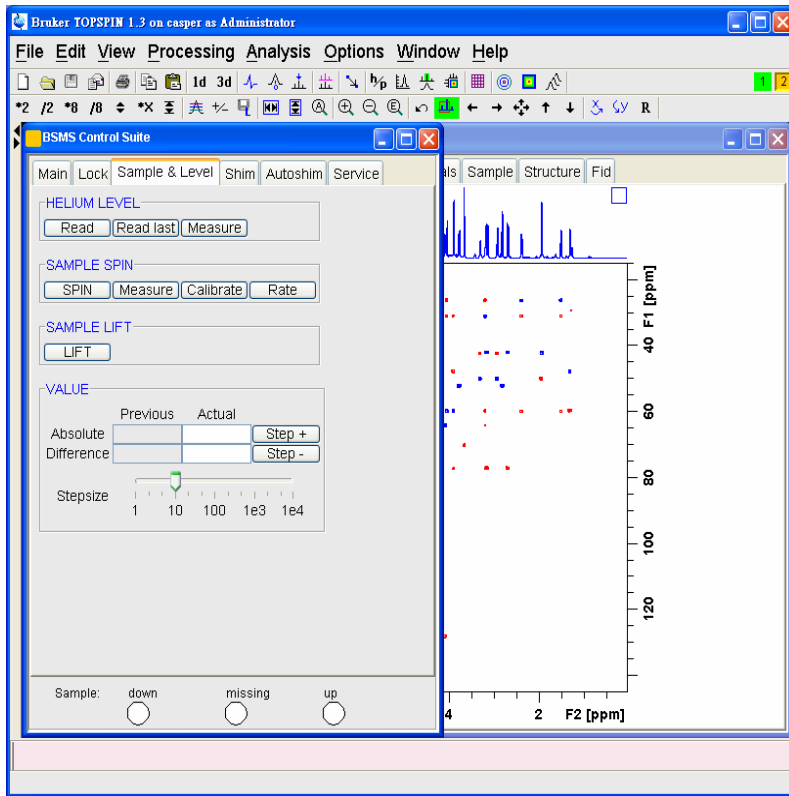 Bruker TOPSPIN 1.3 on casper as Administrator
File Edit View Processing Analysis Options Window Help
1d 3d
1 2
*2 /2 *8 /8 *X +/- R
BSMS Control Suite
Main Lock Sample & Level Shim Autoshim Service
Sample Structure Fid
HELIUM LEVEL
Read Read last Measure
SAMPLE SPIN
SPIN Measure Calibrate Rate
SAMPLE LIFT
LIFT
VALUE
Previous Actual
Absolute Step +
Difference Step -
Stepsize
1 10 100 1e3 1e4
Sample: down missing up
F1 [ppm]
40
60
80
100
120
4 2 F2 [ppm]